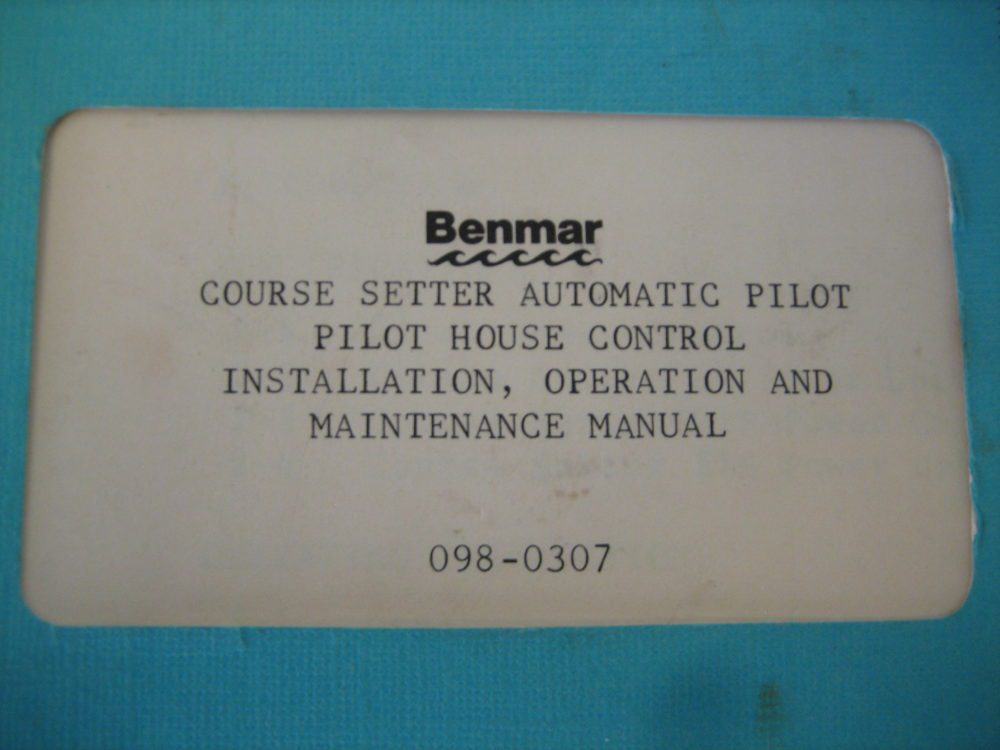 Benmar
COURSE SETTER AUTOMATIC PILOT
PILOT HOUSE CONTROL
INSTALLATION, OPERATION AND
MAINTENANCE MANUAL
098-0307